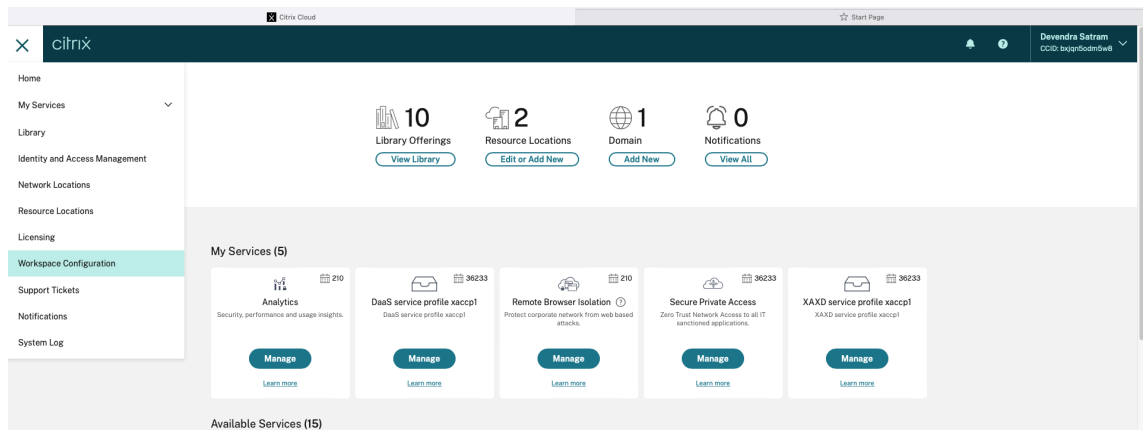 Citrix Cloud
Start Page
citrix
Devendra Satram
CCID: bxjqn5odm5w8
Home
My Services
Library
Identity and Access Management
Network Locations
Resource Locations
Licensing
Workspace Configuration
Support Tickets
Notifications
System Log
10
Library Offerings
View Library
2
Resource Locations
Edit or Add New
1
Domain
Add New
0
Notifications
View All
My Services (5)
210
Analytics
Security, performance and usage insights.
Manage
Learn more
36233
DaaS service profile xaccp1
DaaS service profile xaccp1
Manage
Learn more
210
Remote Browser Isolation ?
Protect corporate network from web based
attacks.
Manage
Learn more
36233
Secure Private Access
Zero Trust Network Access to all IT
sanctioned applications.
Manage
Learn more
36233
XAXD service profile xaccp1
XAXD service profile xaccp1
Manage
Learn more
Available Services (15)